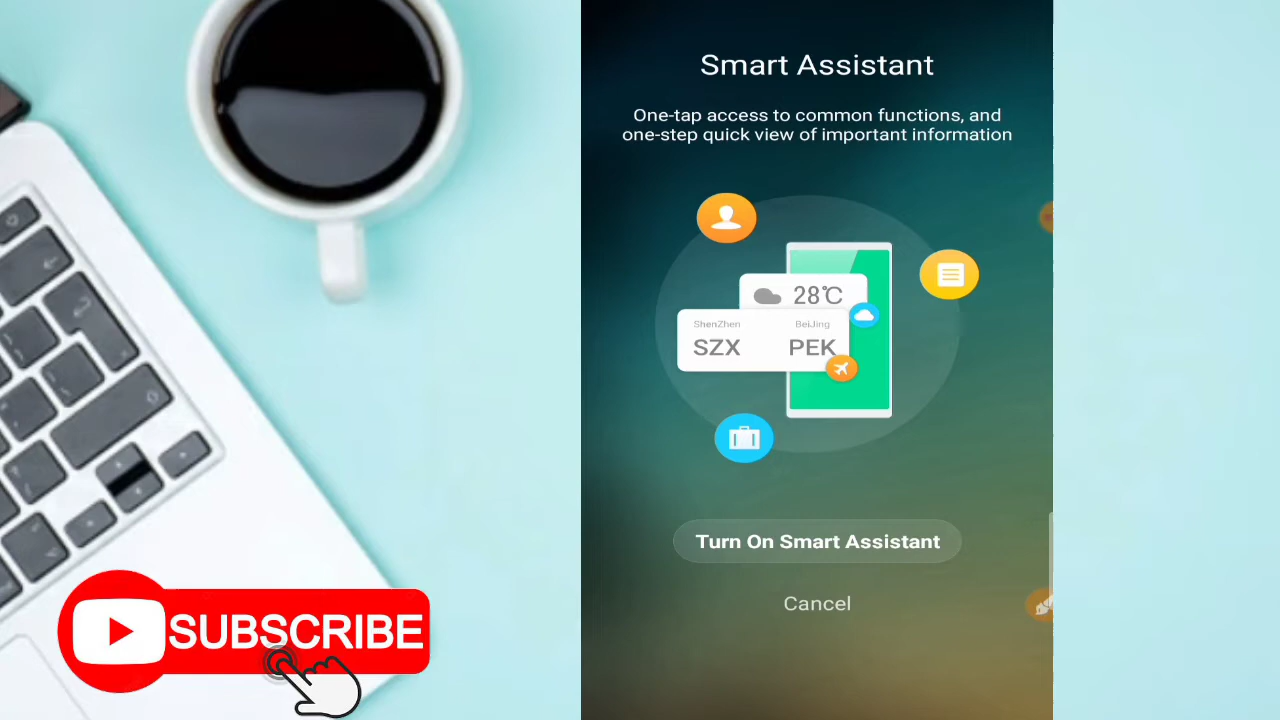 Smart Assistant
One-tap access to common functions, and
one-step quick view of important information
28℃
ShenZhen BeiJing
SZX PEK
Turn On Smart Assistant
Cancel
SUBSCRIBE